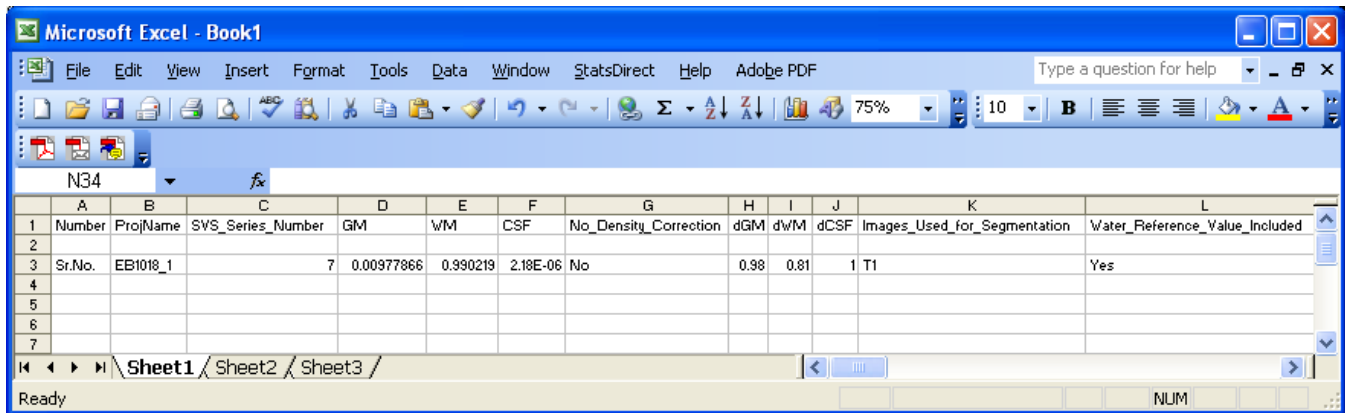 Microsoft Excel - Book1
File Edit View Insert Format Tools Data Window StatsDirect Help Adobe PDF Type a question for help
ABC Σ A Z Z A 75% 10 B A
N34 fx
A B C D E F G H I J K L
1 Number ProjName SVS_Series_Number GM WM CSF No_Density_Correction dGM dWM dCSF Images_Used_for_Segmentation Water_Reference_Value_Included
2
3 Sr.No. EB1018_1 7 0.00977866 0.990219 2.18E-06 No 0.98 0.81 1 T1 Yes
4
5
6
7
Sheet1 Sheet2 Sheet3
Ready NUM